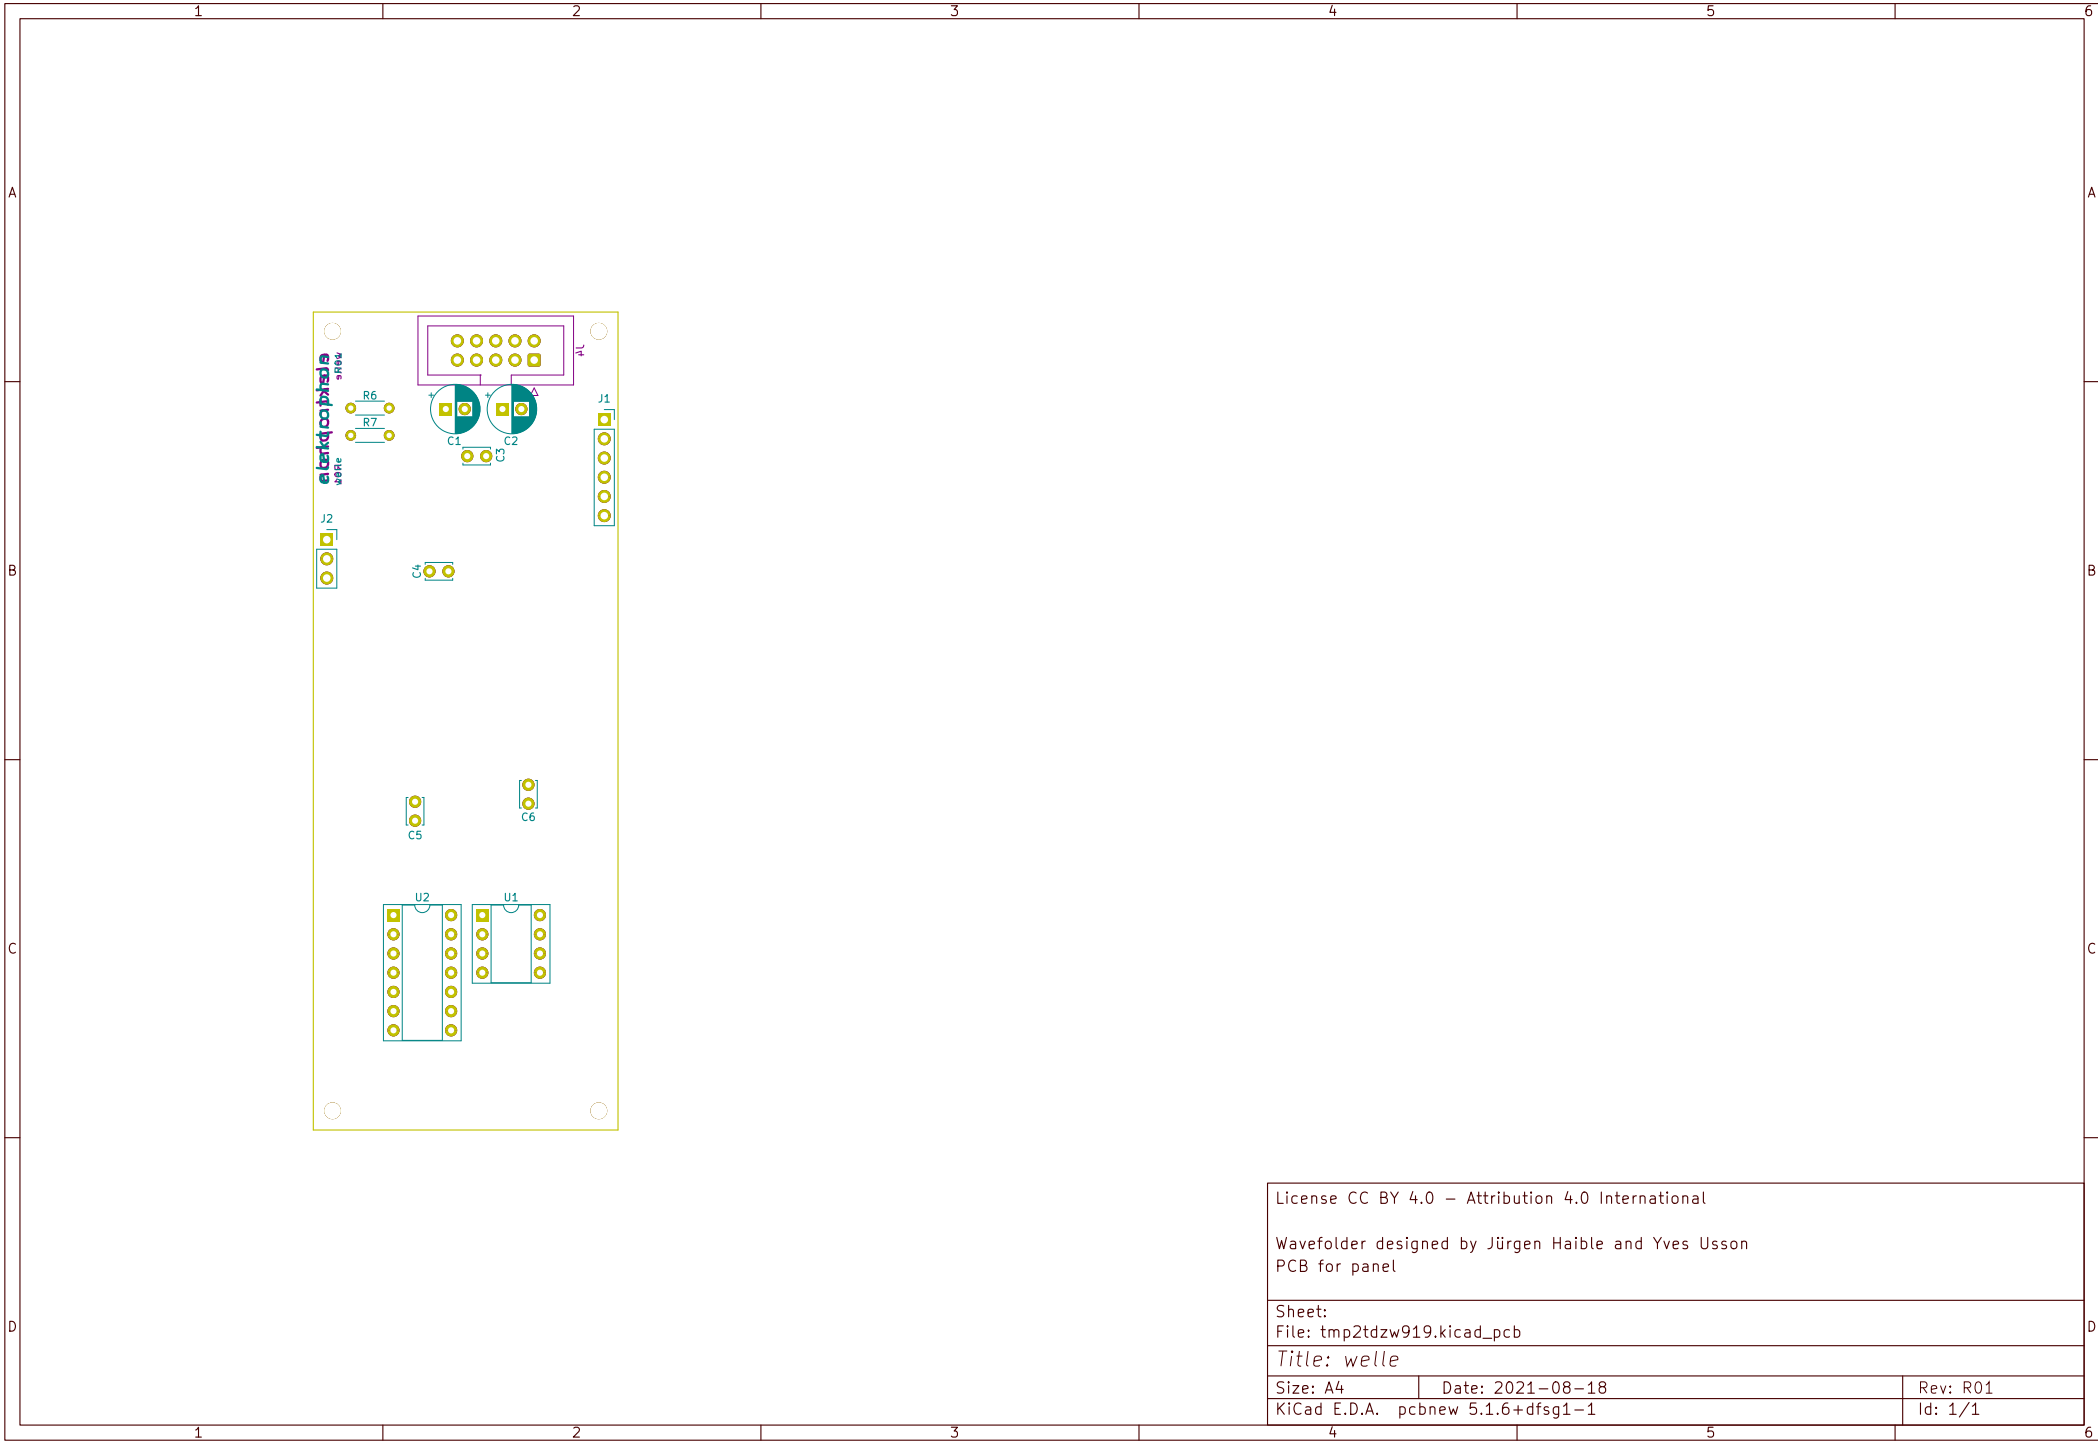 1 2 3 4 5 6
A A
J4
R6
R7
+ +
C1 C2
C3
J1
J2
B B
C4
C6
C5
U2 U1
C C
License CC BY 4.0 – Attribution 4.0 International
Wavefolder designed by Jürgen Haible and Yves Usson
PCB for panel
Sheet:
File: tmp2tdzw919.kicad_pcb
D D
Title: welle
Size: A4 Date: 2021-08-18 Rev: R01
KiCad E.D.A. pcbnew 5.1.6+dfsg1-1 Id: 1/1
1 2 3 4 5 6